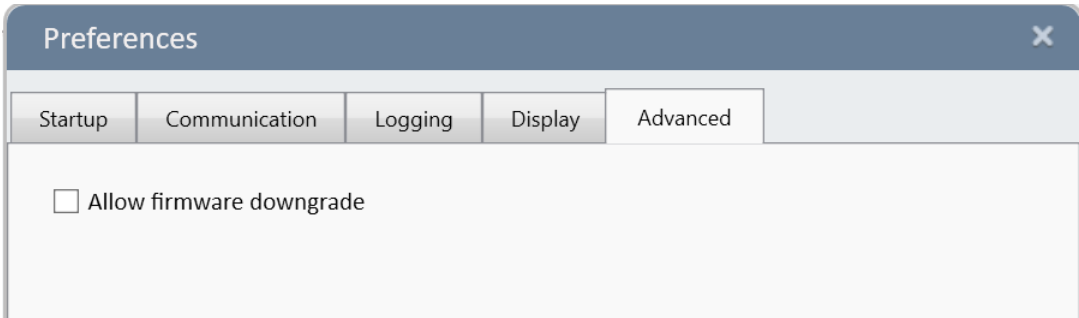 Preferences
Startup Communication Logging Display Advanced
Allow firmware downgrade